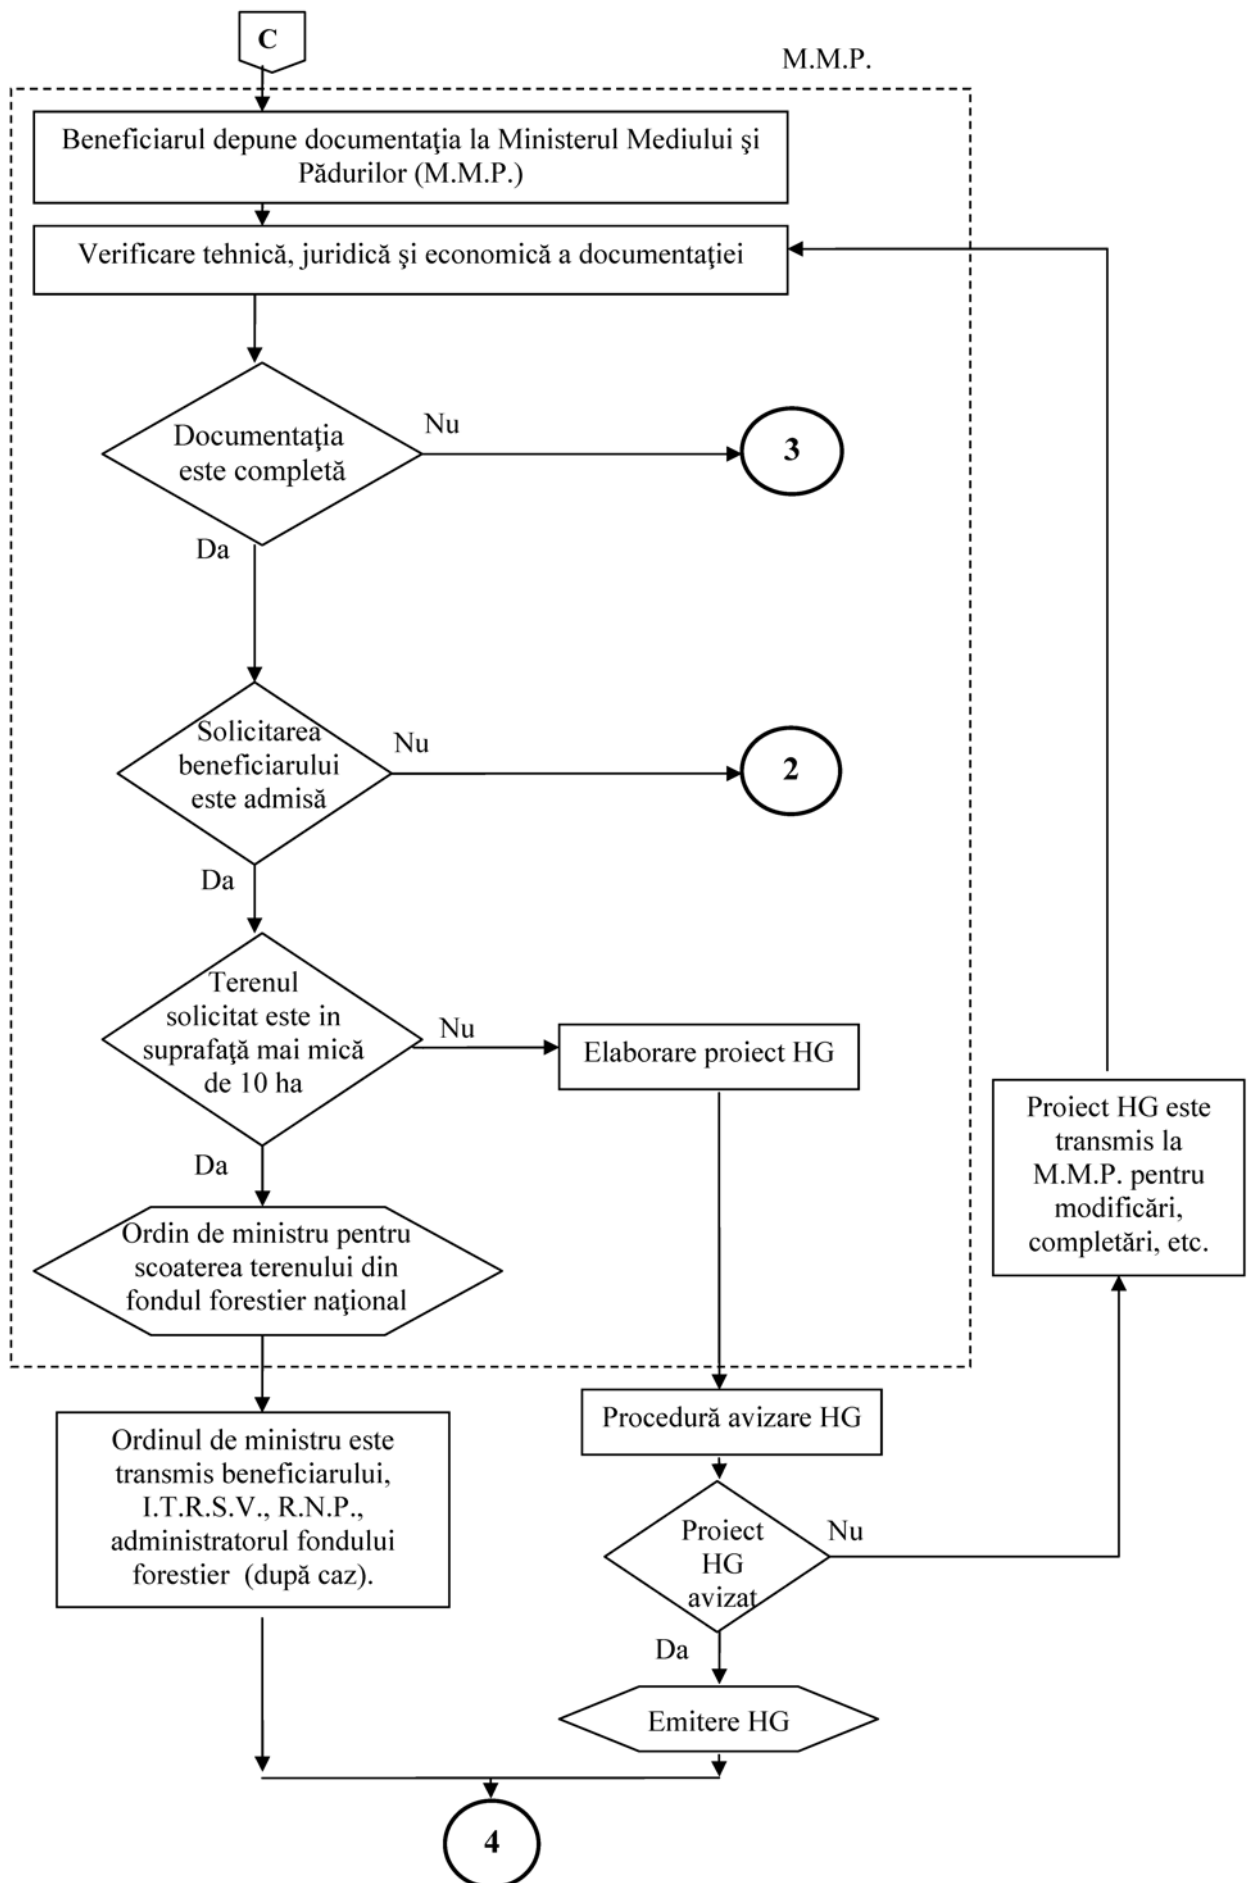 C
M.M.P.
Beneficiarul depune documentaţia la Ministerul Mediului şi
Pădurilor (M.M.P.)
Verificare tehnică, juridică şi economică a documentaţiei
Documentaţia
este completă
Nu
3
Da
Solicitarea
beneficiarului
este admisă
Nu
2
Da
Terenul
solicitat este in
suprafaţă mai mică
de 10 ha
Nu
Elaborare proiect HG
Proiect HG este
transmis la
M.M.P. pentru
modificări,
completări, etc.
Da
Ordin de ministru pentru
scoaterea terenului din
fondul forestier naţional
Procedură avizare HG
Ordinul de ministru este
transmis beneficiarului,
I.T.R.S.V., R.N.P.,
administratorul fondului
forestier  (după caz).
Proiect
HG
avizat
Nu
Da
Emitere HG
4